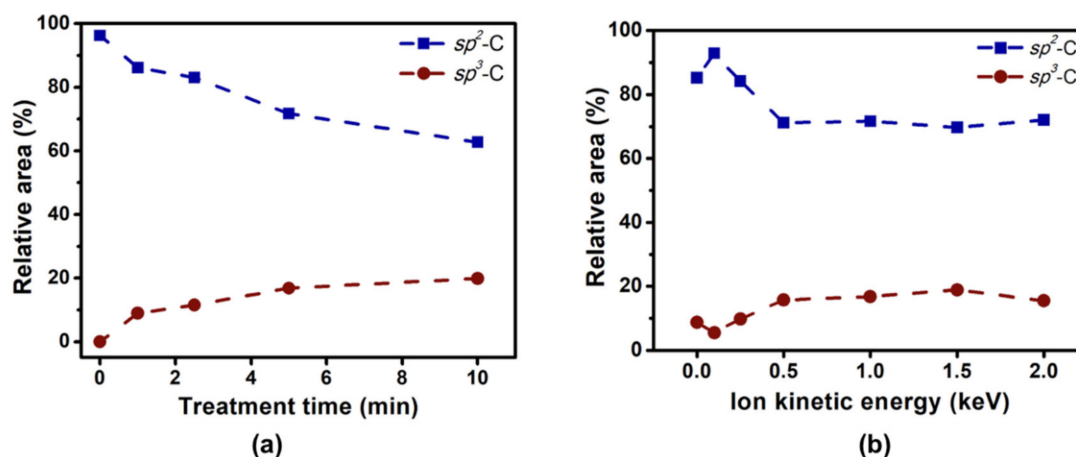 100
80
60
40
20
0
Relative area (%)
sp²-C
sp³-C
0 2 4 6 8 10
Treatment time (min)
(a)
100
80
60
40
20
0
Relative area (%)
sp²-C
sp³-C
0.0 0.5 1.0 1.5 2.0
Ion kinetic energy (keV)
(b)